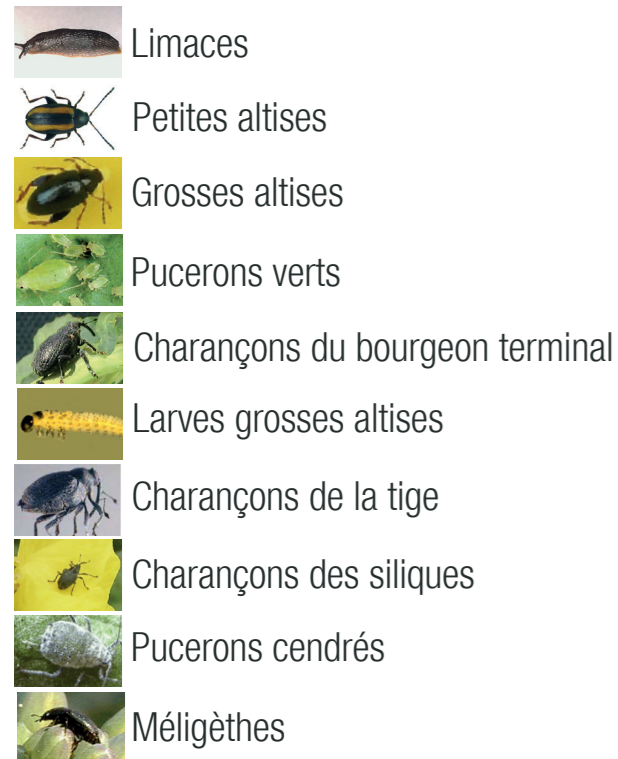 Limaces
Petites altises
Grosses altises
Pucerons verts
Charançons du bourgeon terminal
Larves grosses altises
Charançons de la tige
Charançons des siliques
Pucerons cendrés
Méligèthes